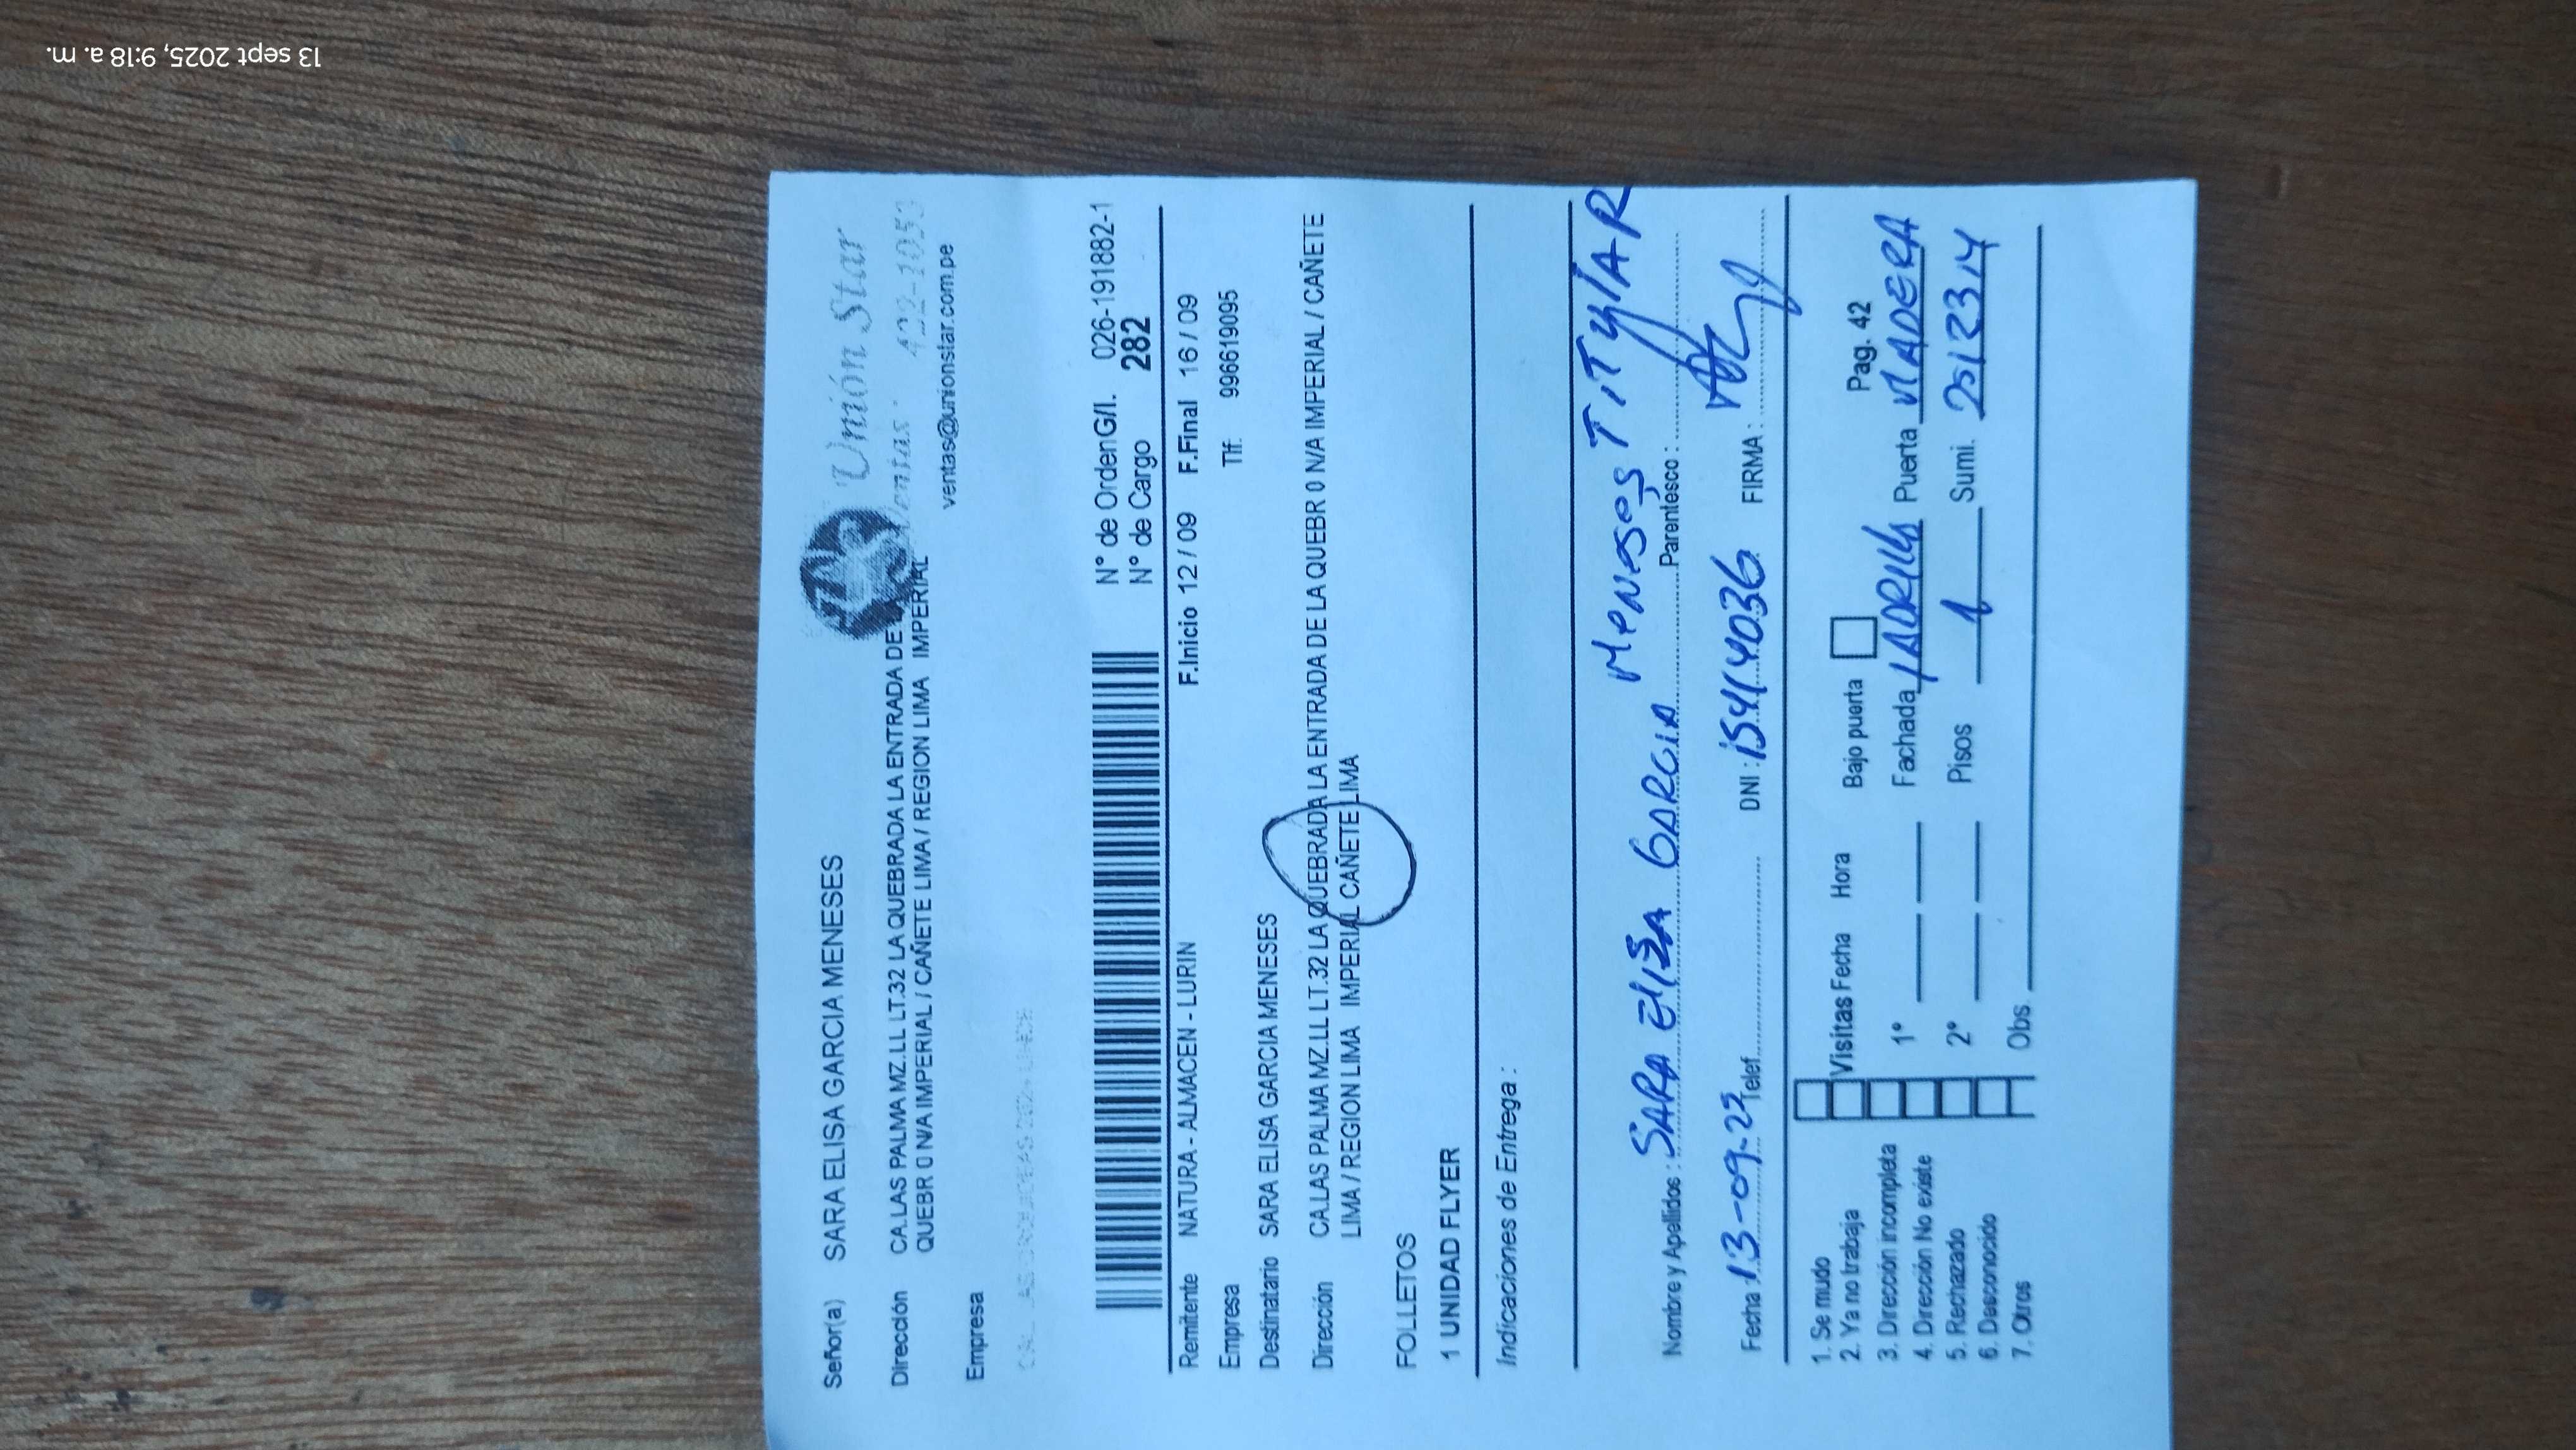 13 sept 2025, 9:18 a. m.
Unión Star
Ventas 422-1053
ventas@unionstar.com.pe
Señor(a) SARA ELISA GARCIA MENESES
Dirección CA.LAS PALMA MZ.LL LT.32 LA QUEBRADA LA ENTRADA DE
QUEBR 0 N/A IMPERIAL / CAÑETE LIMA / REGION LIMA IMPERIAL
Empresa
N° de OrdenG/I. 026-191882-1
N° de Cargo 282
Remitente NATURA - ALMACEN - LURIN F.Inicio 12 / 09 F.Final 16 / 09
Empresa Tlf. 996619095
Destinatario SARA ELISA GARCIA MENESES
Dirección CA.LAS PALMA MZ.LL LT.32 LA QUEBRADA LA ENTRADA DE LA QUEBR 0 N/A IMPERIAL / CAÑETE
LIMA / REGION LIMA IMPERIAL CAÑETE LIMA
FOLLETOS
1 UNIDAD FLYER
Indicaciones de Entrega :
Nombre y Apellidos : SARA ELISA GARCIA MENESES Parentesco : TITULAR
Fecha 13-09-25 Telef. DNI : 15414036 FIRMA :
1. Se mudo
2. Ya no trabaja Visitas Fecha Hora Bajo puerta Pag. 42
3. Dirección incompleta 1° Fachada LADRILLO Puerta MADERA
4. Dirección No existe
5. Rechazado 2° Pisos 1 Sumi.
6. Desconocido
7. Otros Obs